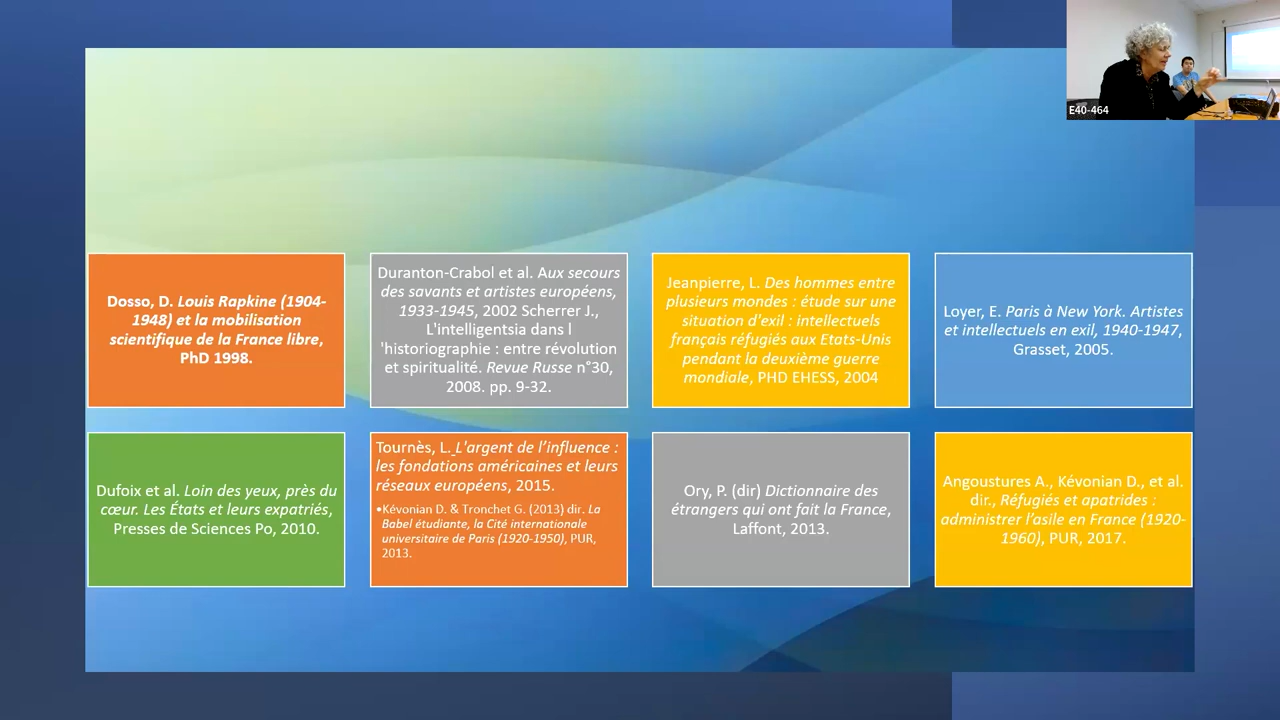 E40-464
Dosso, D. Louis Rapkine (1904-
1948) et la mobilisation
scientifique de la France libre,
PhD 1998.
Duranton-Crabol et al. Aux secours
des savants et artistes européens,
1933-1945, 2002 Scherrer J.,
L'intelligentsia dans l
'historiographie : entre révolution
et spiritualité. Revue Russe n°30,
2008. pp. 9-32.
Jeanpierre, L. Des hommes entre
plusieurs mondes : étude sur une
situation d'exil : intellectuels
français réfugiés aux Etats-Unis
pendant la deuxième guerre
mondiale, PHD EHESS, 2004
Loyer, E. Paris à New York. Artistes
et intellectuels en exil, 1940-1947,
Grasset, 2005.
Dufoix et al. Loin des yeux, près du
cœur. Les États et leurs expatriés,
Presses de Sciences Po, 2010.
Tournès, L. L'argent de l’influence :
les fondations américaines et leurs
réseaux européens, 2015.
•Kévonian D. & Tronchet G. (2013) dir. La
Babel étudiante, la Cité internationale
universitaire de Paris (1920-1950), PUR,
2013.
Ory, P. (dir) Dictionnaire des
étrangers qui ont fait la France,
Laffont, 2013.
Angoustures A., Kévonian D., et al.
dir., Réfugiés et apatrides :
administrer l’asile en France (1920-
1960), PUR, 2017.